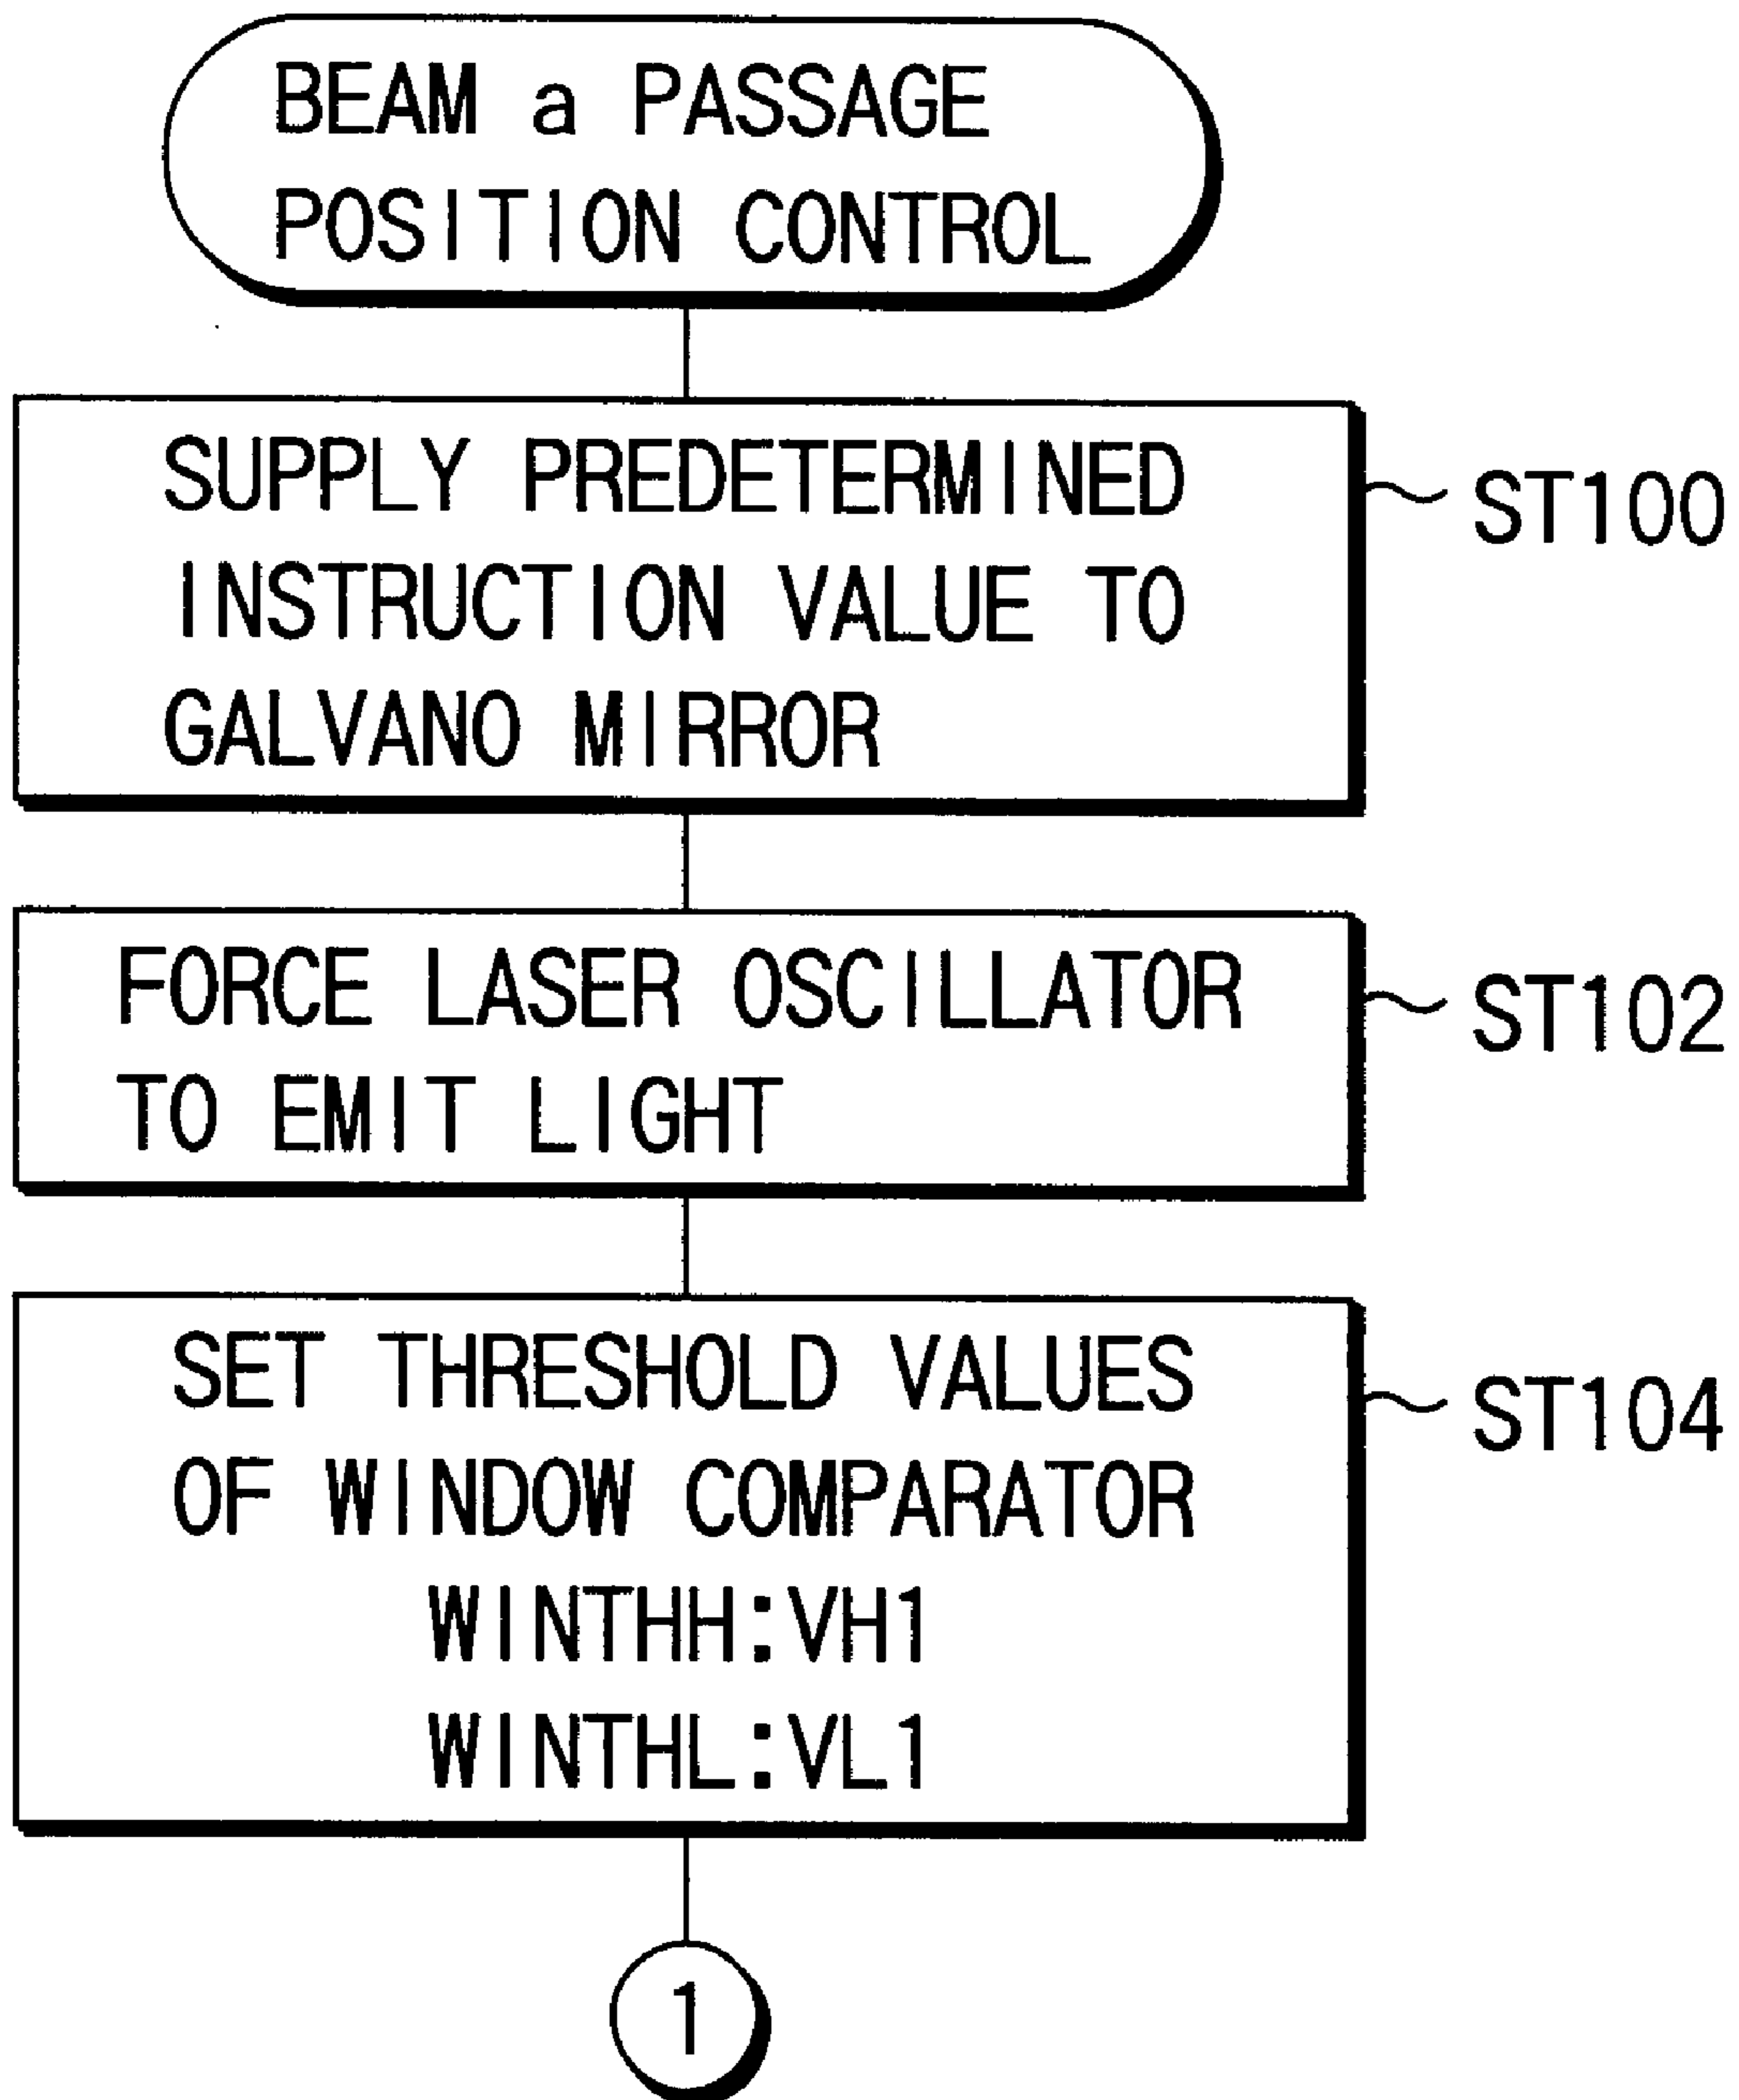 BEAM a PASSAGE
POSITION CONTROL
SUPPLY PREDETERMINED
INSTRUCTION VALUE TO
GALVANO MIRROR
ST100
FORCE LASER OSCILLATOR
TO EMIT LIGHT
ST102
SET THRESHOLD VALUES
OF WINDOW COMPARATOR
WINTHH:VH1
WINTHL:VL1
ST104
1